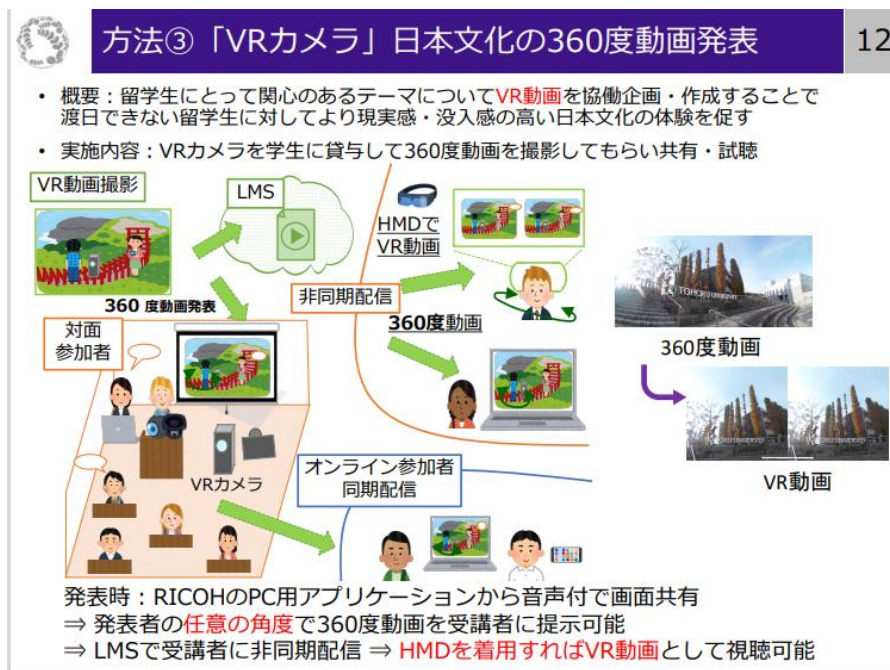 方法③「VRカメラ」日本文化の360度動画発表
12
• 概要：留学生にとって関心のあるテーマについてVR動画を協働企画・作成することで
渡日できない留学生に対してより現実感・没入感の高い日本文化の体験を促す
• 実施内容：VRカメラを学生に貸与して360度動画を撮影してもらい共有・試聴
VR動画撮影
LMS
HMDで
VR動画
360 度動画発表
非同期配信
対面
参加者
360度動画
TOHOKU UNIVERSITY
360度動画
VRカメラ
オンライン参加者
同期配信
VR動画
発表時：RICOHのPC用アプリケーションから音声付で画面共有
⇒ 発表者の任意の角度で360度動画を受講者に提示可能
⇒ LMSで受講者に非同期配信 ⇒ HMDを着用すればVR動画として視聴可能